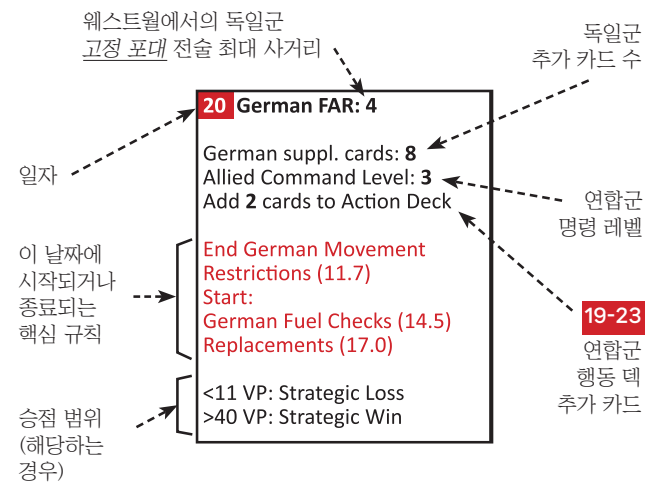 웨스트월에서의 독일군
고정 포대 전술 최대 사거리
독일군
추가 카드 수
20 German FAR: 4
German suppl. cards: 8
Allied Command Level: 3
Add 2 cards to Action Deck
일자
연합군
명령 레벨
End German Movement
Restrictions (11.7)
Start:
German Fuel Checks (14.5)
Replacements (17.0)
이 날짜에
시작되거나
종료되는
핵심 규칙
19-23
연합군
행동 덱
추가 카드
<11 VP: Strategic Loss
>40 VP: Strategic Win
승점 범위
(해당하는
경우)